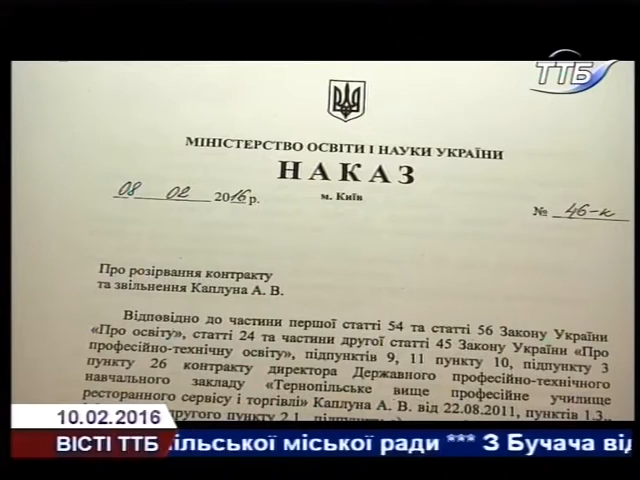 ТТБ
МІНІСТЕРСТВО ОСВІТИ І НАУКИ УКРАЇНИ
НАКАЗ
08 02 2016 р.
м. Київ
№ 46-к
Про розірвання контракту
та звільнення Каплуна А. В.
Відповідно до частини першої статті 54 та статті 56 Закону України
«Про освіту», статті 24 та частини другої статті 45 Закону України «Про
професійно-технічну освіту», підпунктів 9, 11 пункту 10, підпункту 3
пункту 26 контракту директора Державного професійно-технічного
навчального закладу «Тернопільське вище професійне училище
ресторанного сервісу і торгівлі» Каплуна А. В. від 22.08.2011, пунктів 1.3.,
другого пункту 2.1.
10.02.2016
ВІСТІ ТТБ
пільської міської ради *** З Бучача від